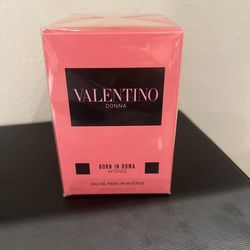 VALENTINO
DONNA
BORN IN ROMA
INTENSE
EAU DE PARFUM INTENSE